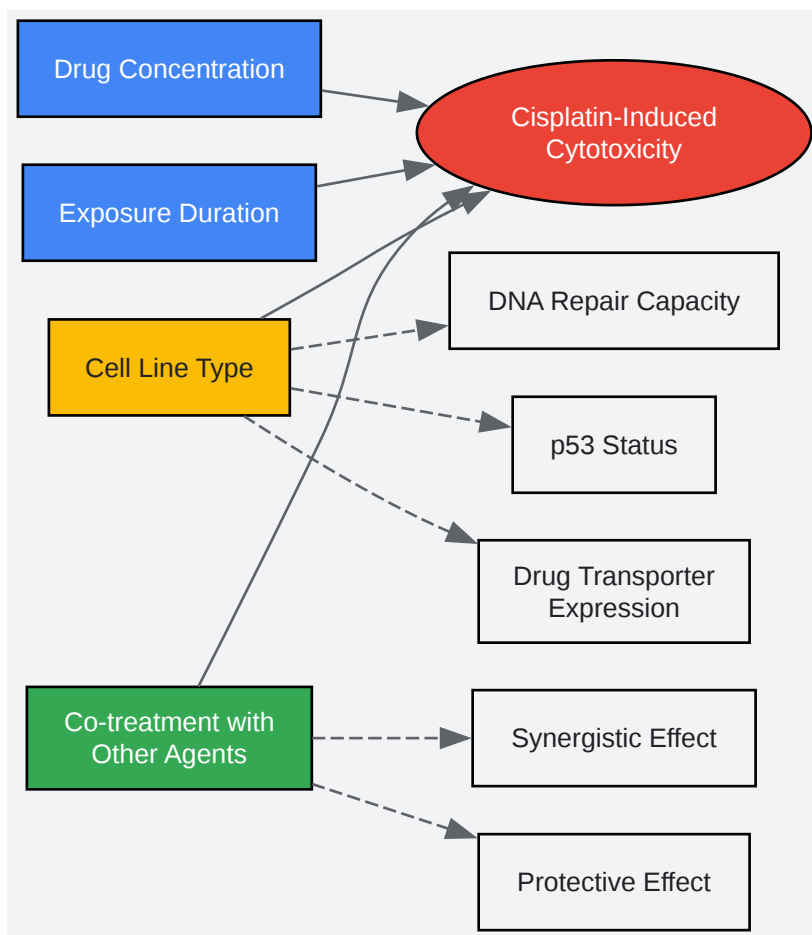 Drug Concentration
Cisplatin-Induced
Cytotoxicity
Exposure Duration
DNA Repair Capacity
Cell Line Type
p53 Status
Drug Transporter
Expression
Co-treatment with
Other Agents
Synergistic Effect
Protective Effect